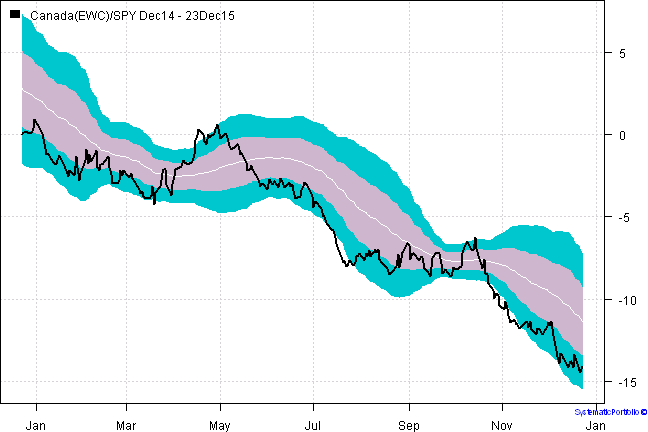 Canada(EWC)/SPY Dec14 - 23Dec15
5
0
-5
-10
-15
SystematicPortfolio ©
Jan Mar May Jul Sep Nov Jan